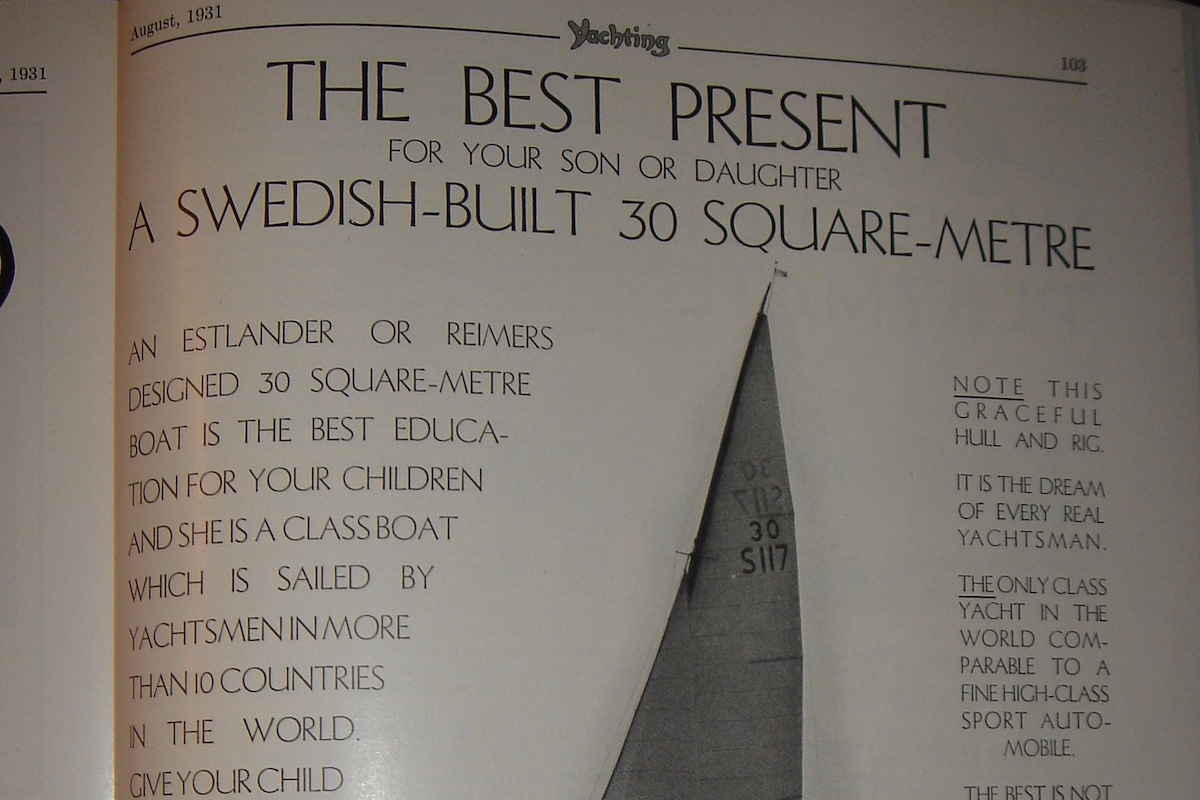 , 1931
August, 1931
Yachting
103
THE BEST PRESENT
FOR YOUR SON OR DAUGHTER
A SWEDISH-BUILT 30 SQUARE-METRE
AN ESTLANDER OR REIMERS
DESIGNED 30 SQUARE-METRE
BOAT IS THE BEST EDUCA-
TION FOR YOUR CHILDREN
AND SHE IS A CLASS BOAT
WHICH IS SAILED BY
YACHTSMEN IN MORE
THAN 10 COUNTRIES
IN THE WORLD.
GIVE YOUR CHILD
30
S117
30
S117
NOTE THIS
GRACEFUL
HULL AND RIG.
IT IS THE DREAM
OF EVERY REAL
YACHTSMAN.
THE ONLY CLASS
YACHT IN THE
WORLD COM-
PARABLE TO A
FINE HIGH-CLASS
SPORT AUTO-
MOBILE.
THE BEST IS NOT